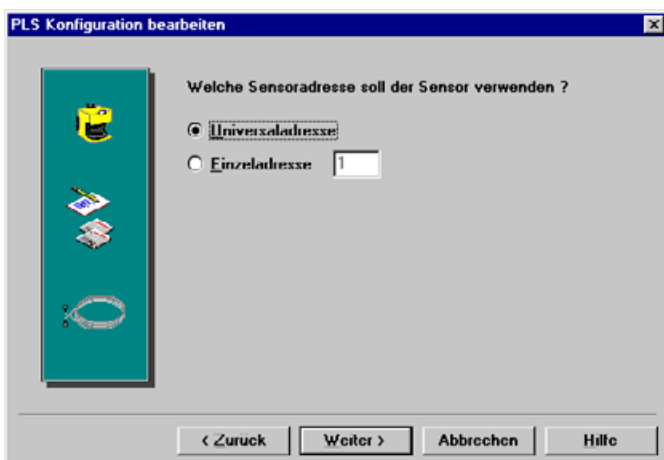 PLS Konfiguration bearbeiten
Welche Sensoradresse soll der Sensor verwenden ?
Universaladresse
Einzeladresse 1
< Zurück Weiter > Abbrechen Hilfe